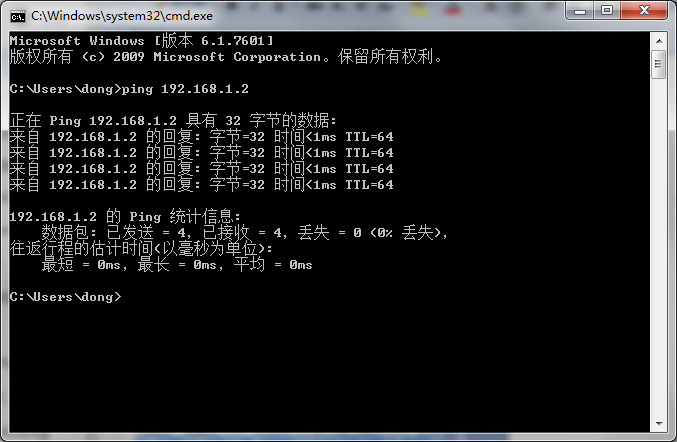 C:\Windows\system32\cmd.exe
Microsoft Windows [版本 6.1.7601]
版权所有 (c) 2009 Microsoft Corporation。保留所有权利。
C:\Users\dong>ping 192.168.1.2
正在 Ping 192.168.1.2 具有 32 字节的数据:
来自 192.168.1.2 的回复: 字节=32 时间<1ms TTL=64
来自 192.168.1.2 的回复: 字节=32 时间<1ms TTL=64
来自 192.168.1.2 的回复: 字节=32 时间<1ms TTL=64
来自 192.168.1.2 的回复: 字节=32 时间<1ms TTL=64
192.168.1.2 的 Ping 统计信息:
数据包: 已发送 = 4，已接收 = 4，丢失 = 0 (0% 丢失)，
往返行程的估计时间(以毫秒为单位):
最短 = 0ms，最长 = 0ms，平均 = 0ms
C:\Users\dong>